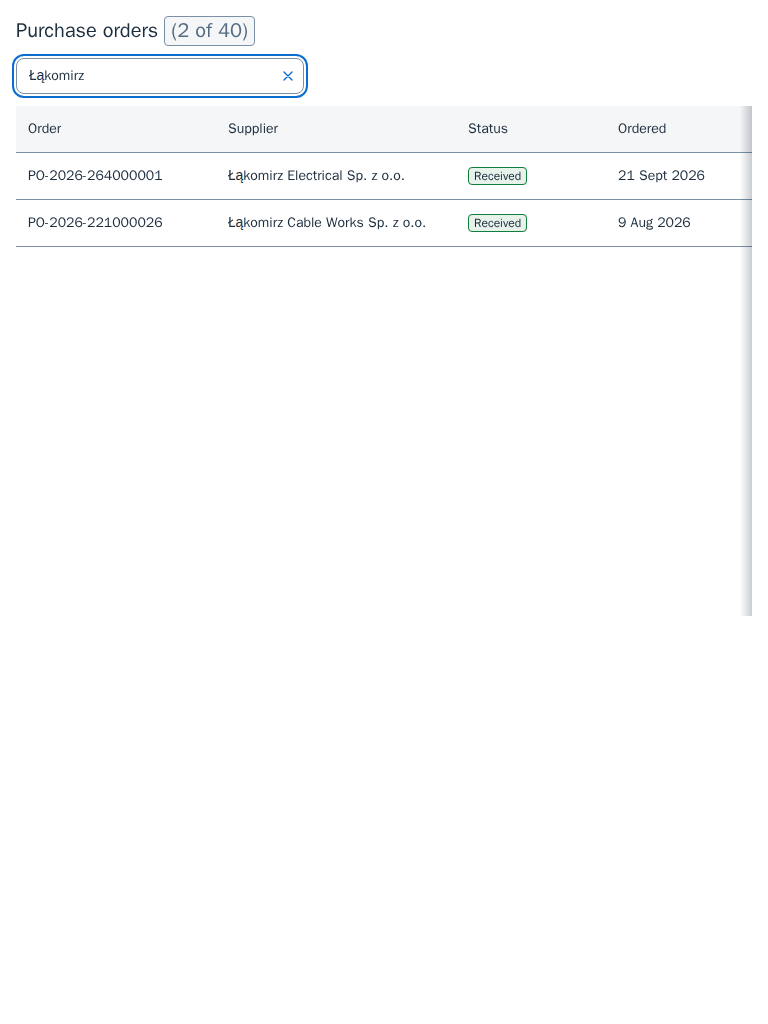 Purchase orders (2 of 40)
Łąkomirz
Order Supplier Status Ordered
PO-2026-264000001 Łąkomirz Electrical Sp. z o.o. Received 21 Sept 2026
PO-2026-221000026 Łąkomirz Cable Works Sp. z o.o. Received 9 Aug 2026